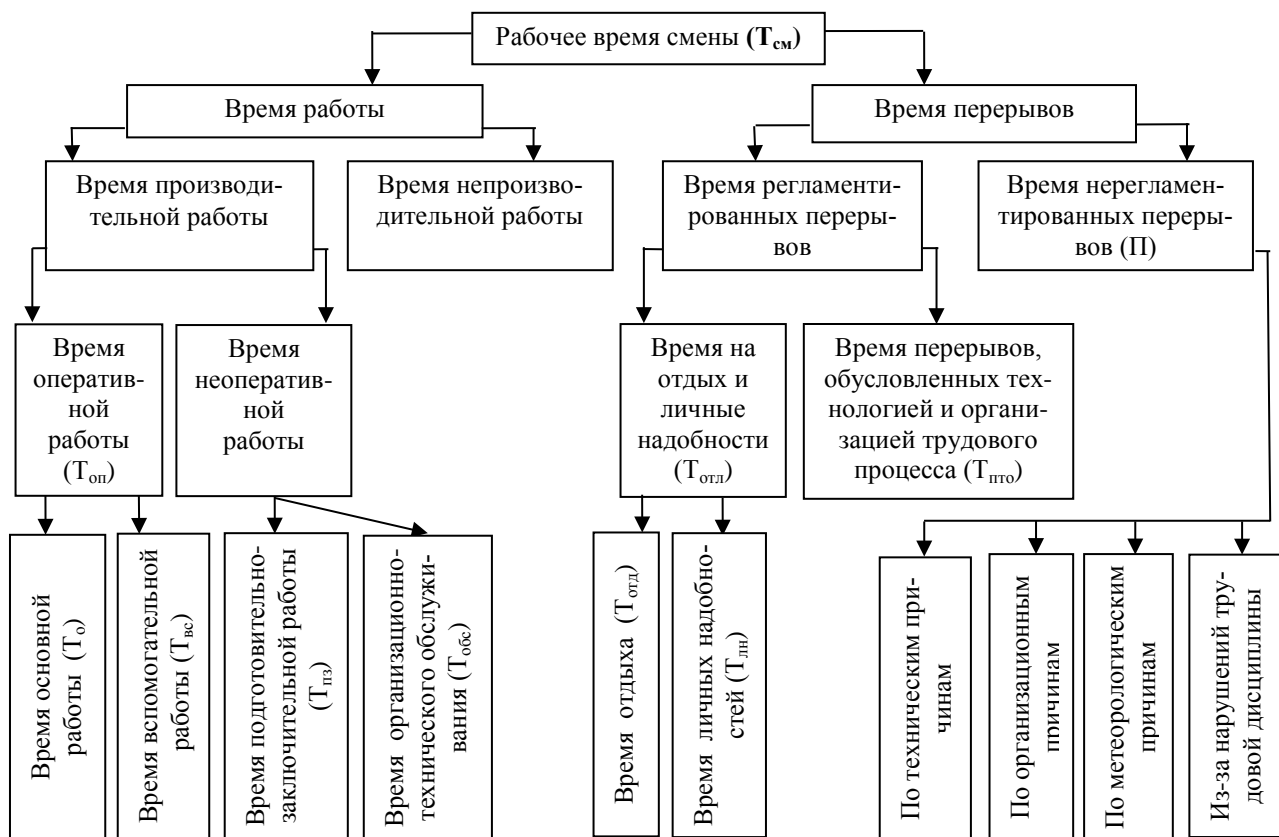 Рабочее время смены (Тсм)
Время работы
Время перерывов
Время производи-
тельной работы
Время непроизво-
дительной работы
Время регламенти-
рованных переры-
вов
Время нерегламен-
тированных переры-
вов (П)
Время
оператив-
ной
работы
(Топ)
Время
неоператив-
ной
работы
Время на
отдых и
личные
надобности
(Тотл)
Время перерывов,
обусловленных тех-
нологией и органи-
зацией трудового
процесса (Тпто)
Время основной
работы (То)
Время вспомогательной
работы (Твс)
Время подготовительно-
заключительной работы
(Тпз)
Время организационно-
технического обслужи-
вания (Тобс)
Время отдыха (Тотд)
Время личных надобно-
стей (Тлн)
По техническим при-
чинам
По организационным
причинам
По метеорологическим
причинам
Из-за нарушений тру-
довой дисциплины